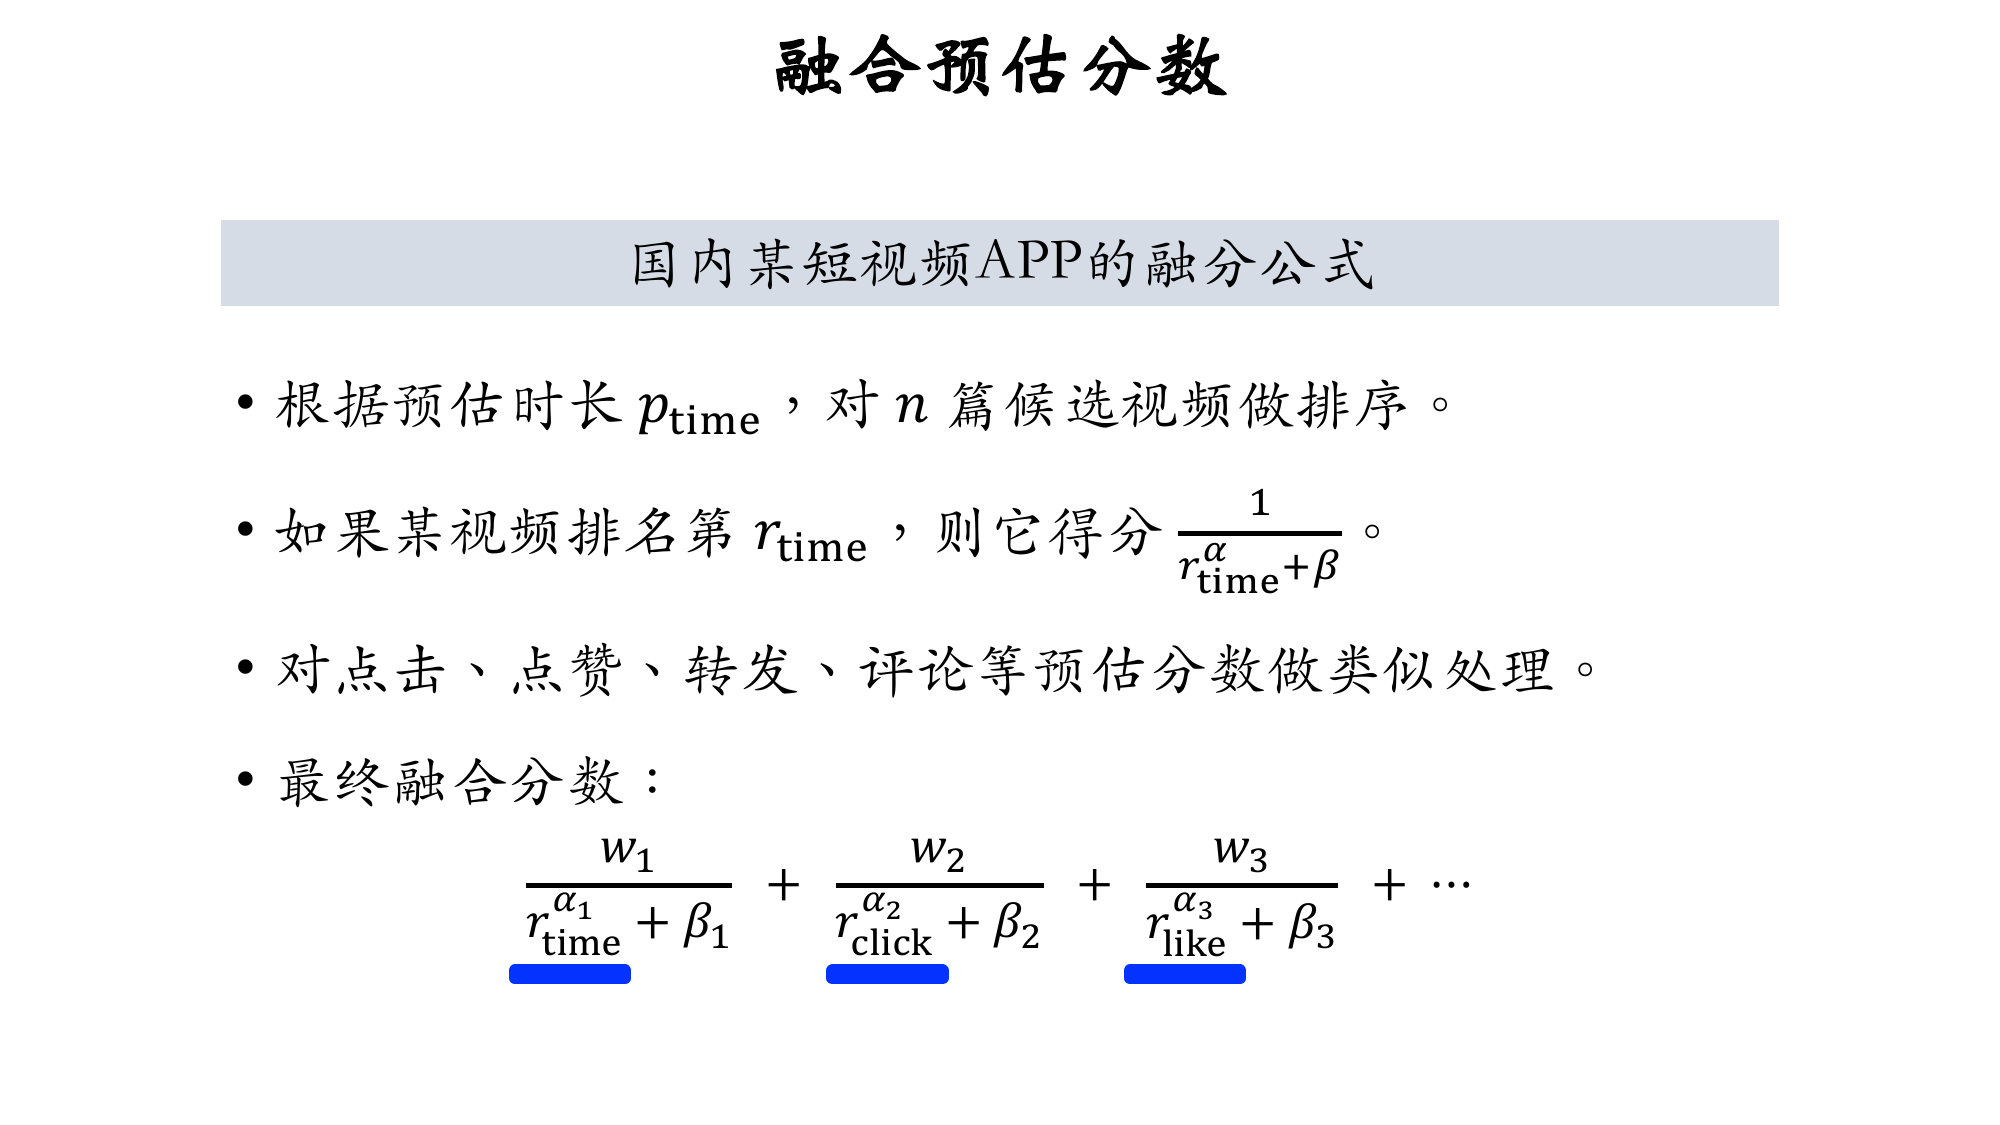 融合预估分数
国内某短视频APP的融分公式
• 根据预估时长 $p_{\text{time}}$，对 $n$ 篇候选视频做排序。
• 如果某视频排名第 $r_{\text{time}}$，则它得分 $\frac{1}{r_{\text{time}}^{\alpha}+\beta}$。
• 对点击、点赞、转发、评论等预估分数做类似处理。
• 最终融合分数：
$\frac{w_1}{r_{\text{time}}^{\alpha_1}+\beta_1} + \frac{w_2}{r_{\text{click}}^{\alpha_2}+\beta_2} + \frac{w_3}{r_{\text{like}}^{\alpha_3}+\beta_3} + \cdots$